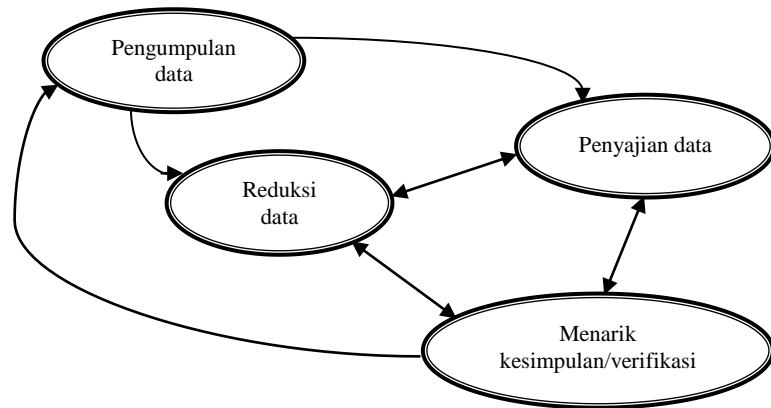 Pengumpulan
data
Penyajian data
Reduksi
data
Menarik
kesimpulan/verifikasi